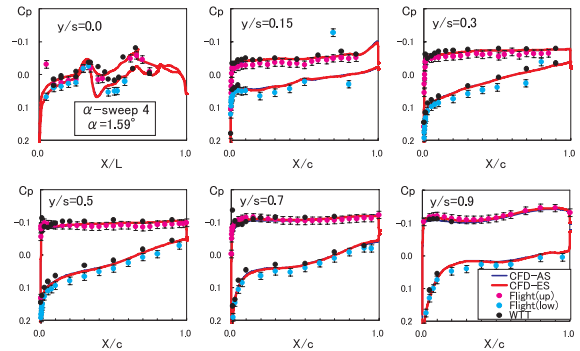 Cp
y/s=0.0
-0.1
0.0
0.1
0.2
α-sweep 4
α=1.59°
0.0
1.0
X/L
Cp
y/s=0.15
-0.1
0.0
0.1
0.2
0.0
1.0
X/c
Cp
y/s=0.3
-0.1
0.0
0.1
0.2
0.0
1.0
X/c
Cp
y/s=0.5
-0.1
0.0
0.1
0.2
0.0
1.0
X/c
Cp
y/s=0.7
-0.1
0.0
0.1
0.2
0.0
1.0
X/c
Cp
y/s=0.9
-0.1
0.0
0.1
0.2
CFD-AS
CFD-ES
Flight(up)
Flight(low)
WTT
0.0
1.0
X/c